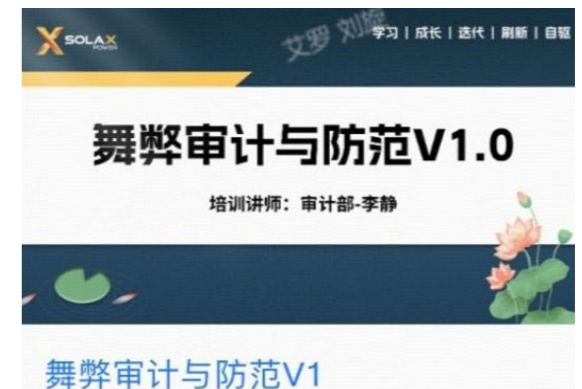 SOLAX
POWER
艾罗 刘
学习 | 成长 | 迭代 | 刷新 | 自驱
舞弊审计与防范V1.0
培训讲师：审计部-李静
舞弊审计与防范V1